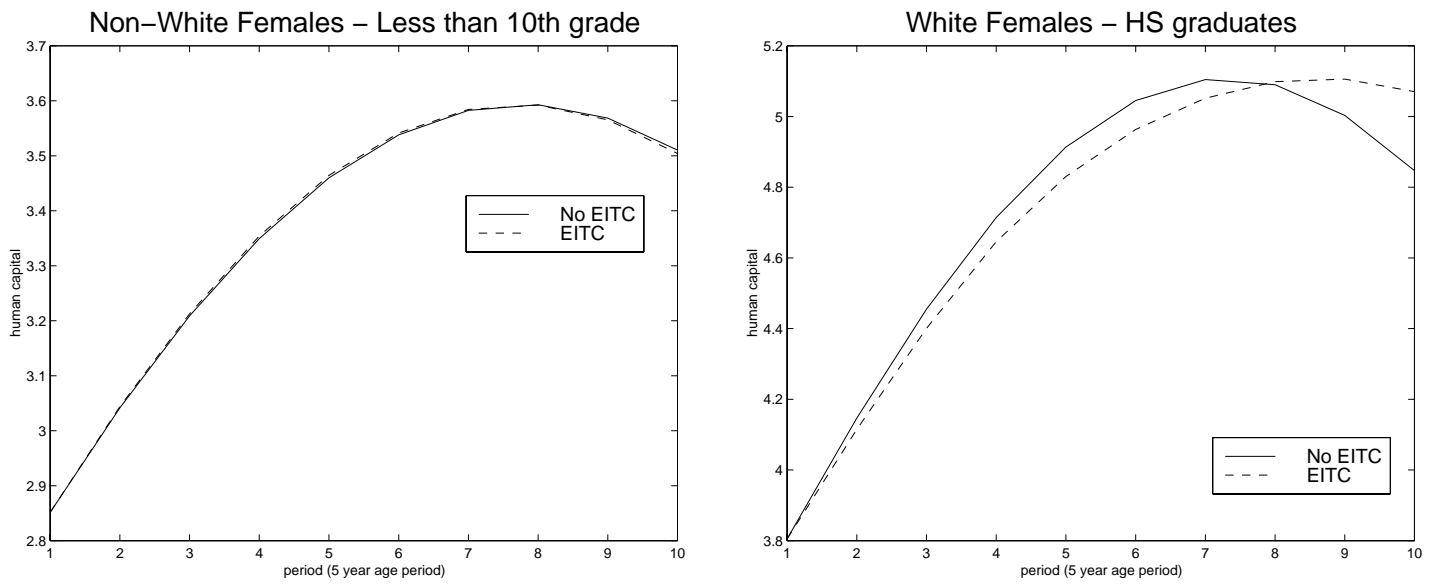 Non−White Females − Less than 10th grade
3.7
3.6
3.5
3.4
3.3
3.2
3.1
3
2.9
2.8
human capital
No EITC
EITC
1 2 3 4 5 6 7 8 9 10
period (5 year age period)
White Females − HS graduates
5.2
5
4.8
4.6
4.4
4.2
4
3.8
human capital
No EITC
EITC
1 2 3 4 5 6 7 8 9 10
period (5 year age period)